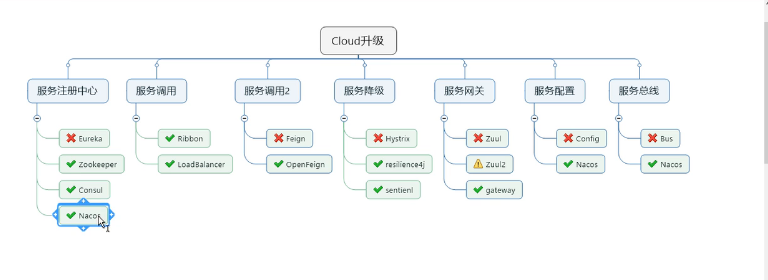 Cloud升级
服务注册中心 服务调用 服务调用2 服务降级 服务网关 服务配置 服务总线
Eureka Ribbon Feign Hystrix Zuul Config Bus
Zookeeper LoadBalancer OpenFeign resilience4j Zuul2 Nacos Nacos
Consul sentienl gateway
Nacos